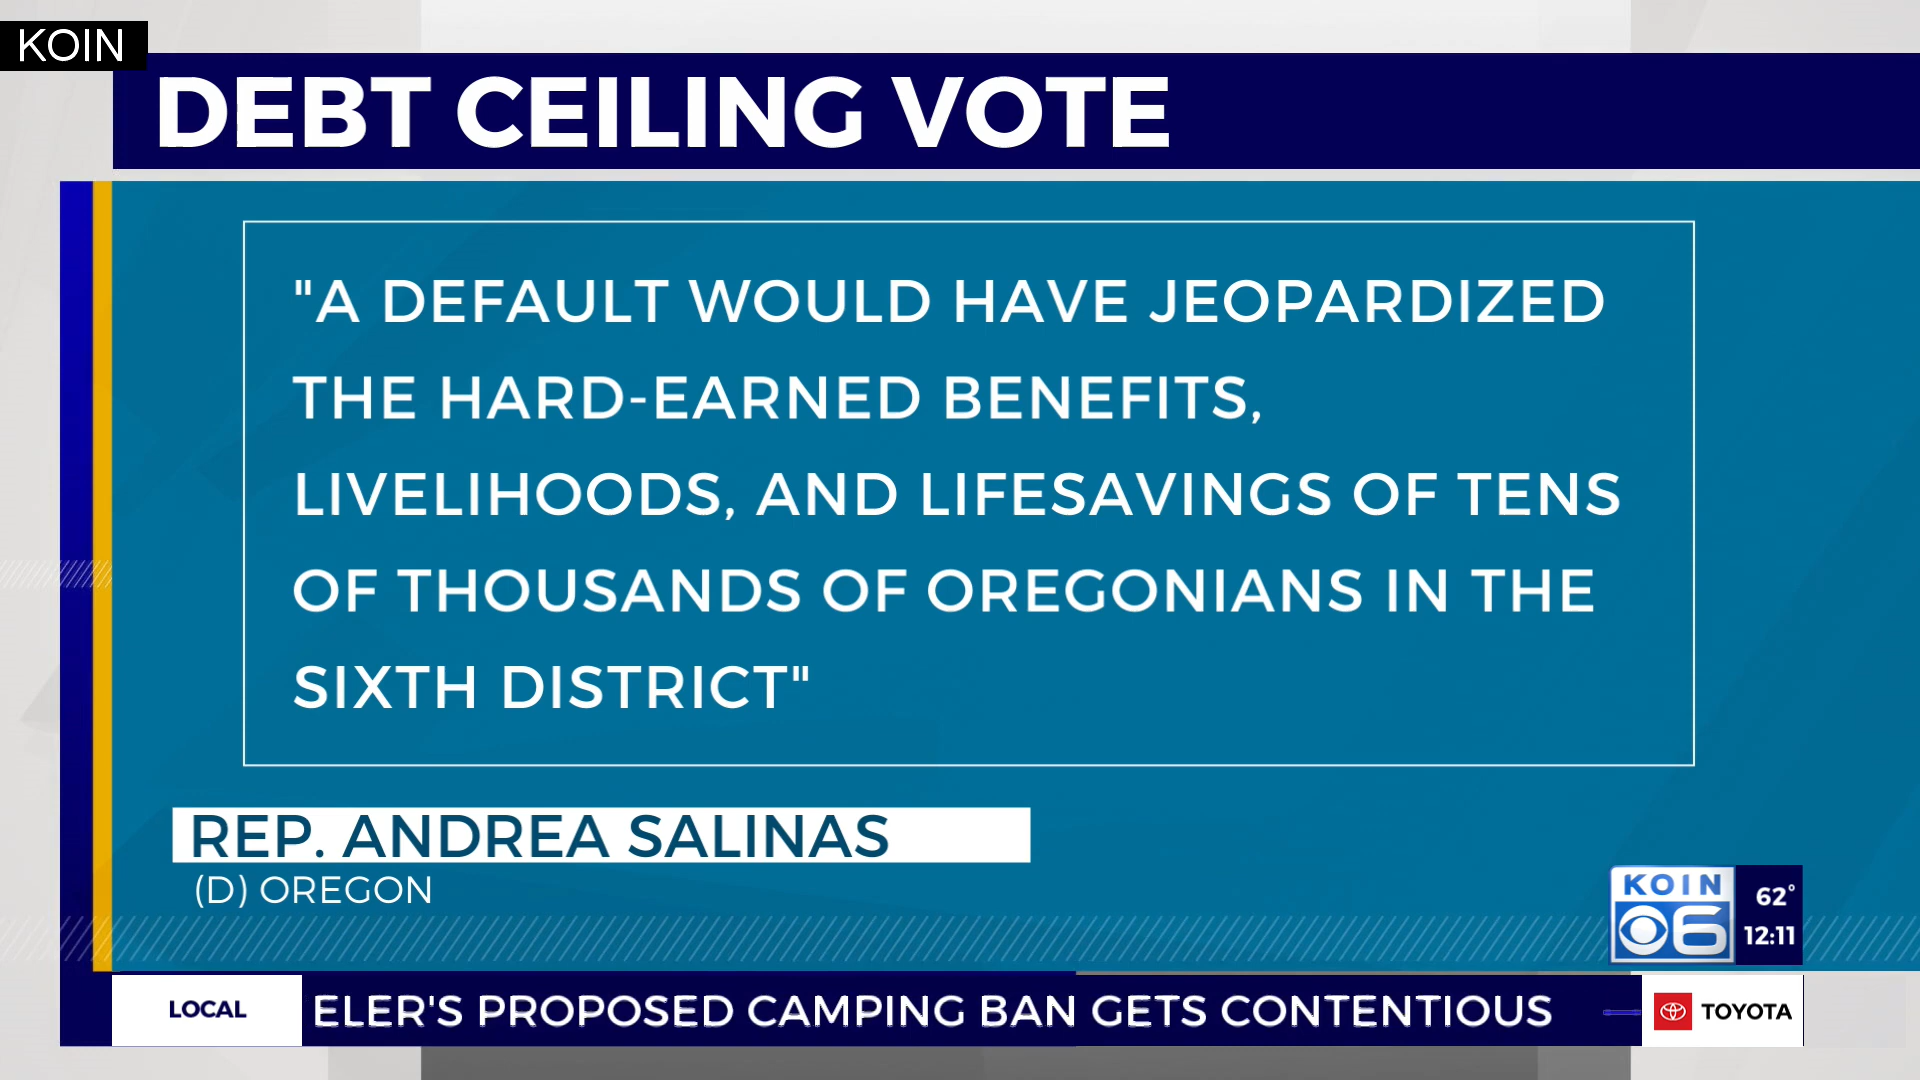 KOIN
DEBT CEILING VOTE
"A DEFAULT WOULD HAVE JEOPARDIZED
THE HARD-EARNED BENEFITS,
LIVELIHOODS, AND LIFESAVINGS OF TENS
OF THOUSANDS OF OREGONIANS IN THE
SIXTH DISTRICT"
REP. ANDREA SALINAS
(D) OREGON
KOIN
6
62°
12:11
LOCAL
ELER'S PROPOSED CAMPING BAN GETS CONTENTIOUS
TOYOTA